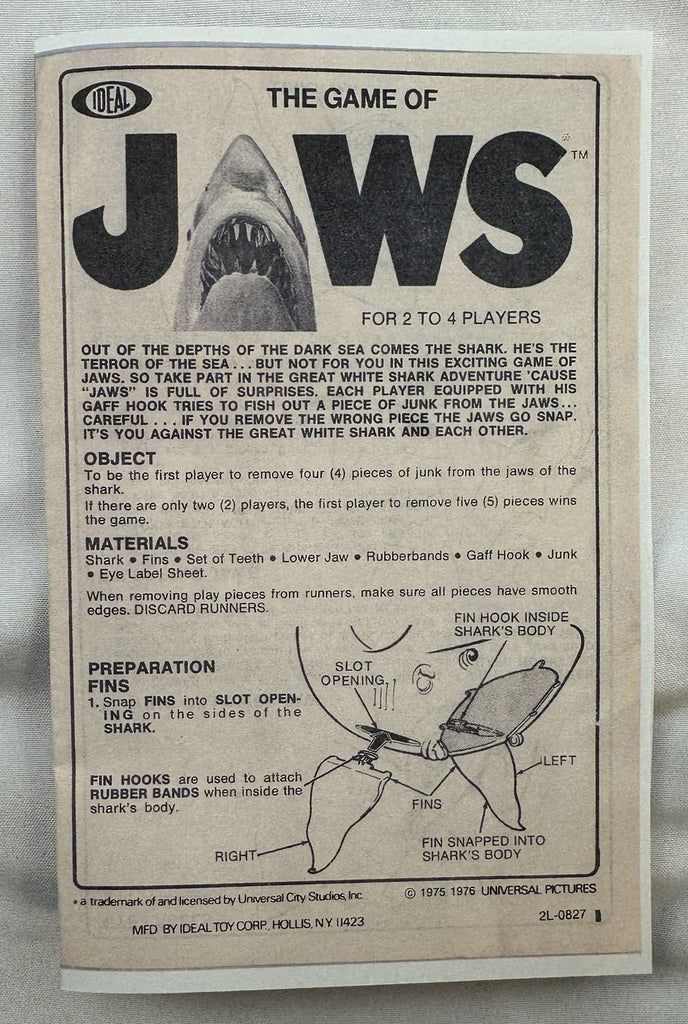 IDEAL
THE GAME OF
JAWS
*
TM
FOR 2 TO 4 PLAYERS
OUT OF THE DEPTHS OF THE DARK SEA COMES THE SHARK. HE'S THE
TERROR OF THE SEA...BUT NOT FOR YOU IN THIS EXCITING GAME OF
JAWS. SO TAKE PART IN THE GREAT WHITE SHARK ADVENTURE 'CAUSE
"JAWS" IS FULL OF SURPRISES. EACH PLAYER EQUIPPED WITH HIS
GAFF HOOK TRIES TO FISH OUT A PIECE OF JUNK FROM THE JAWS...
CAREFUL...IF YOU REMOVE THE WRONG PIECE THE JAWS GO SNAP.
IT'S YOU AGAINST THE GREAT WHITE SHARK AND EACH OTHER.
OBJECT
To be the first player to remove four (4) pieces of junk from the jaws of the
shark.
If there are only two (2) players, the first player to remove five (5) pieces wins
the game.
MATERIALS
Shark • Fins • Set of Teeth • Lower Jaw • Rubberbands • Gaff Hook • Junk
• Eye Label Sheet.
When removing play pieces from runners, make sure all pieces have smooth
edges. DISCARD RUNNERS.
PREPARATION
FINS
1. Snap FINS into SLOT OPEN-
ING on the sides of the
SHARK.
FIN HOOKS are used to attach
RUBBER BANDS when inside the
shark's body.
FIN HOOK INSIDE
SHARK'S BODY
SLOT
OPENING
LEFT
FINS
FIN SNAPPED INTO
SHARK'S BODY
RIGHT
* a trademark of and licensed by Universal City Studios, Inc.
© 1975, 1976 UNIVERSAL PICTURES
MFD BY IDEAL TOY CORP., HOLLIS, N.Y. 11423
2L-0827